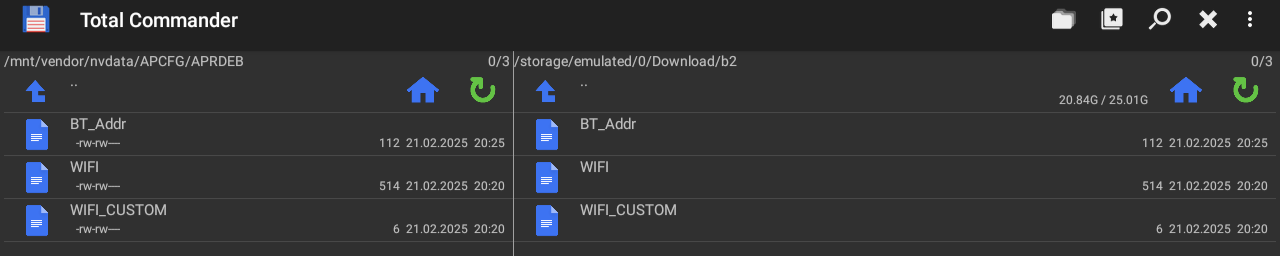 Total Commander
/mnt/vendor/nvdata/APCFG/APRDEB 0/3
..
BT_Addr
-rw-rw---- 112 21.02.2025 20:25
WIFI
-rw-rw---- 514 21.02.2025 20:20
WIFI_CUSTOM
-rw-rw---- 6 21.02.2025 20:20
/storage/emulated/0/Download/b2 0/3
..
20.84G / 25.01G
BT_Addr
112 21.02.2025 20:25
WIFI
514 21.02.2025 20:20
WIFI_CUSTOM
6 21.02.2025 20:20